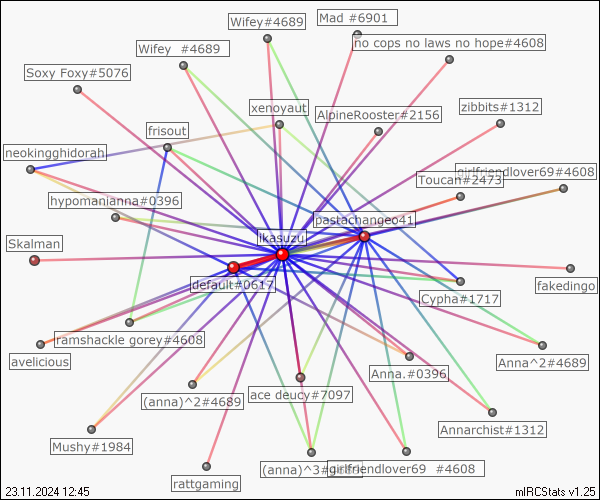 Mad #6901
Wifey#4689
Wifey  #4689
no cops no laws no hope#4608
Soxy Foxy#5076
xenoyaut
AlpineRooster#2156
zibbits#1312
frisout
neokingghidorah
girlfriendlover69#4608
Toucan#2473
hypomanianna#0396
pastachangeo41
ikasuzu
Skalman
default#0617
fakedingo
Cypha#1717
ramshackle gorey#4608
avelicious
Anna^2#4689
Anna.#0396
ace deucy#7097
(anna)^2#4689
Annarchist#1312
Mushy#1984
(anna)^3#
girlfriendlover69  #4608
rattgaming
23.11.2024 12:45
mIRCStats v1.25